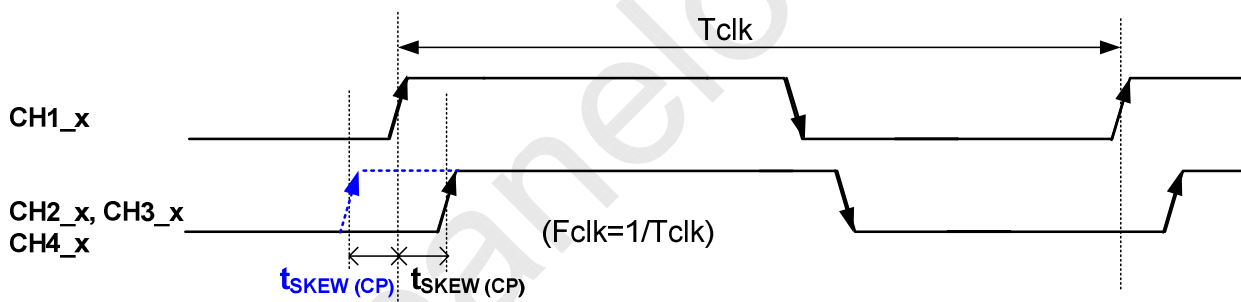 Tclk
CH1_x
CH2_x, CH3_x
CH4_x
(Fclk=1/Tclk)
tSKEW (CP)
tSKEW (CP)